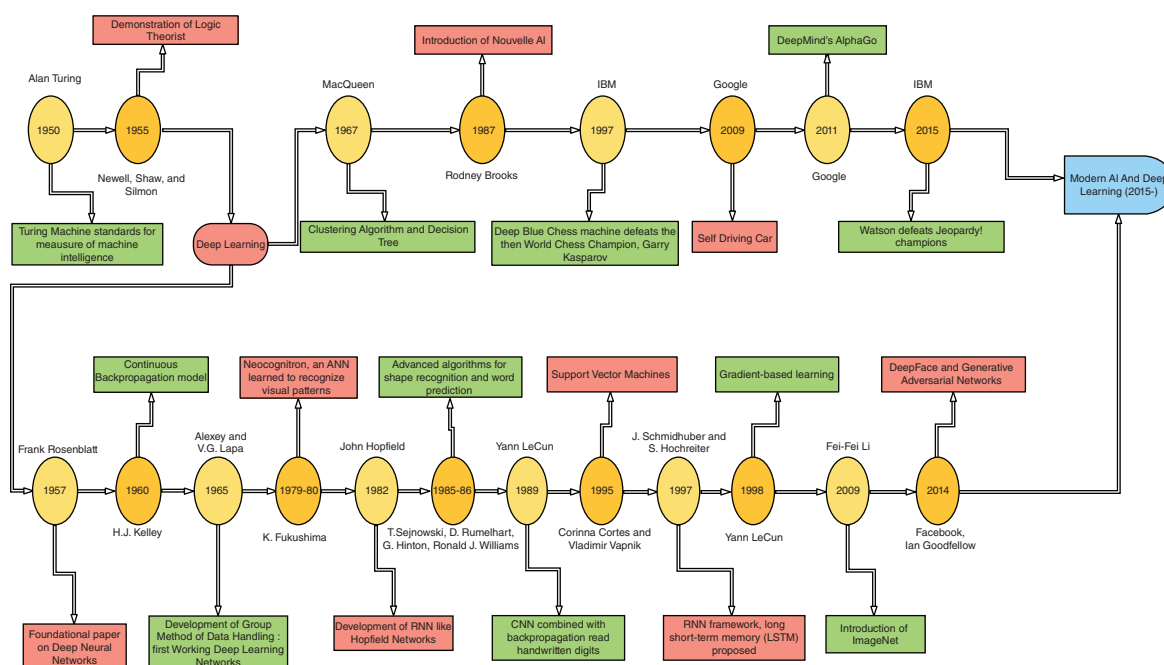 Demonstration of Logic
Theorist
Introduction of Nouvelle AI
DeepMind's AlphaGo
Alan Turing
MacQueen
IBM
Google
IBM
1950
1955
1967
1987
1997
2009
2011
2015
Newell, Shaw, and
Silmon
Rodney Brooks
Google
Modern AI And Deep
Learning (2015-)
Turing Machine standards for
meausure of machine
intelligence
Deep Learning
Clustering Algorithm and Decision
Tree
Deep Blue Chess machine defeats the
then World Chess Champion, Garry
Kasparov
Self Driving Car
Watson defeats Jeopardy!
champions
Continuous
Backpropagation model
Neocognitron, an ANN
learned to recognize
visual patterns
Advanced algorithms for
shape recognition and word
prediction
Support Vector Machines
Gradient-based learning
DeepFace and Generative
Adversarial Networks
Frank Rosenblatt
Alexey and
V.G. Lapa
John Hopfield
Yann LeCun
J. Schmidhuber and
S. Hochreiter
Fei-Fei Li
1957
1960
1965
1979-80
1982
1985-86
1989
1995
1997
1998
2009
2014
H.J. Kelley
K. Fukushima
T.Sejnowski, D. Rumelhart,
G. Hinton, Ronald J. Williams
Corinna Cortes and
Vladimir Vapnik
Yann LeCun
Facebook,
Ian Goodfellow
Foundational paper
on Deep Neural
Networks
Development of Group
Method of Data Handling :
first Working Deep Learning
Networks
Development of RNN like
Hopfield Networks
CNN combined with
backpropagation read
handwritten digits
RNN framework, long
short-term memory (LSTM)
proposed
Introduction of
ImageNet